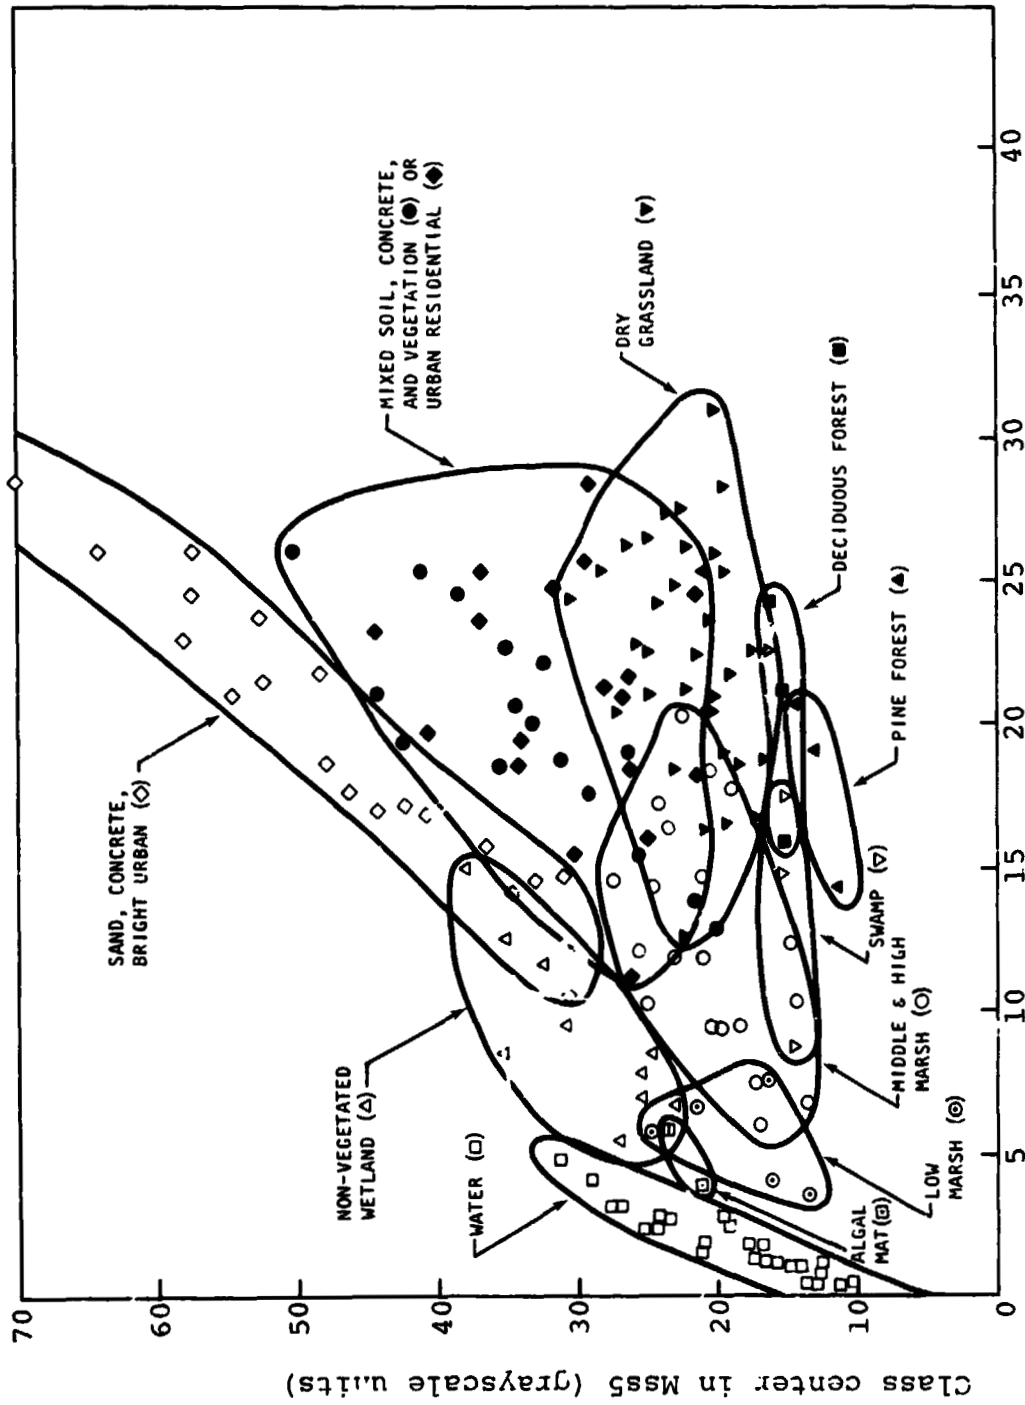 SAND, CONCRETE,
BRIGHT URBAN (◇)
MIXED SOIL, CONCRETE,
AND VEGETATION (●) OR
URBAN RESIDENTIAL (◆)
NON-VEGETATED
WETLAND (△)
WATER (□)
DRY
GRASSLAND (▼)
DECIDUOUS FOREST (■)
PINE FOREST (▲)
SWAMP (▽)
MIDDLE & HIGH
MARSH (○)
LOW
MARSH (⊙)
ALGAL
MAT (⊡)
70
60
50
40
30
20
10
0
5
10
15
20
25
30
35
40
Class center in Mss5 (grayscale units)